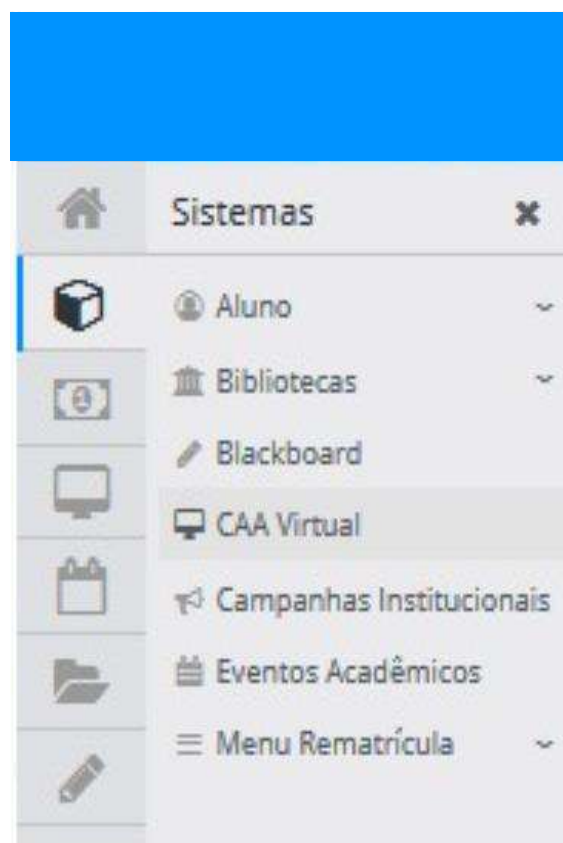 Sistemas
Aluno
Bibliotecas
Blackboard
CAA Virtual
Campanhas Institucionais
Eventos Acadêmicos
Menu Rematrícula